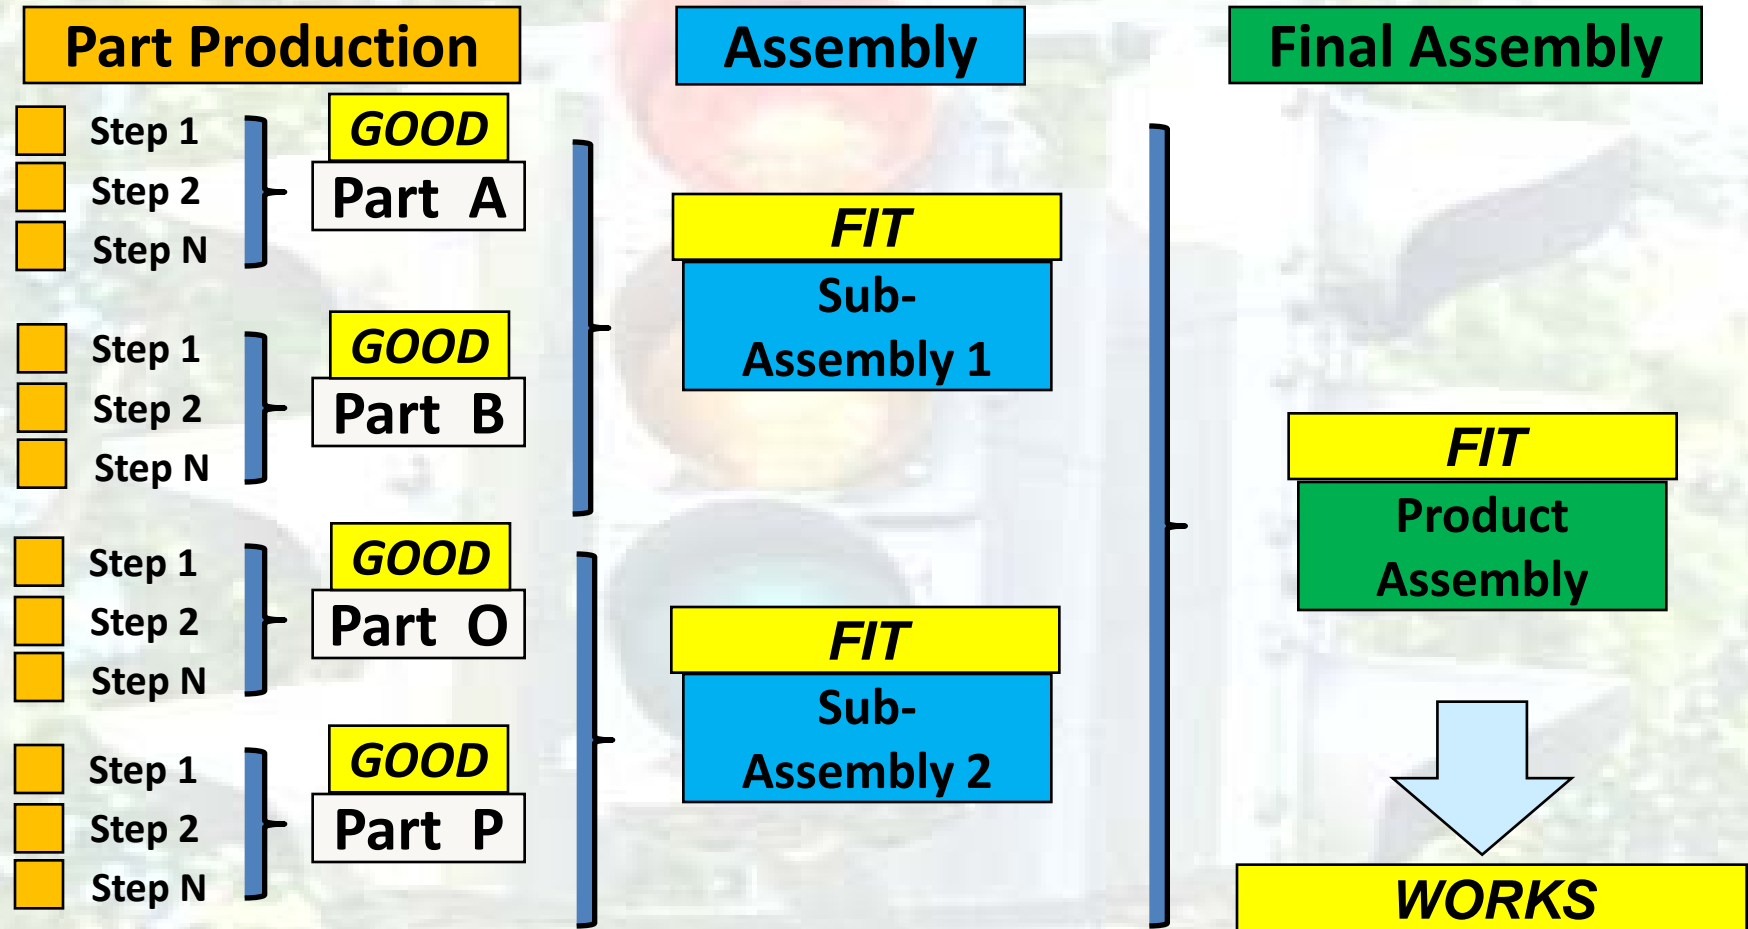 Part Production
Assembly
Final Assembly
Step 1
Step 2
Step N
GOOD
Part A
Step 1
Step 2
Step N
GOOD
Part B
FIT
Sub-
Assembly 1
Step 1
Step 2
Step N
GOOD
Part O
Step 1
Step 2
Step N
GOOD
Part P
FIT
Sub-
Assembly 2
FIT
Product
Assembly
WORKS